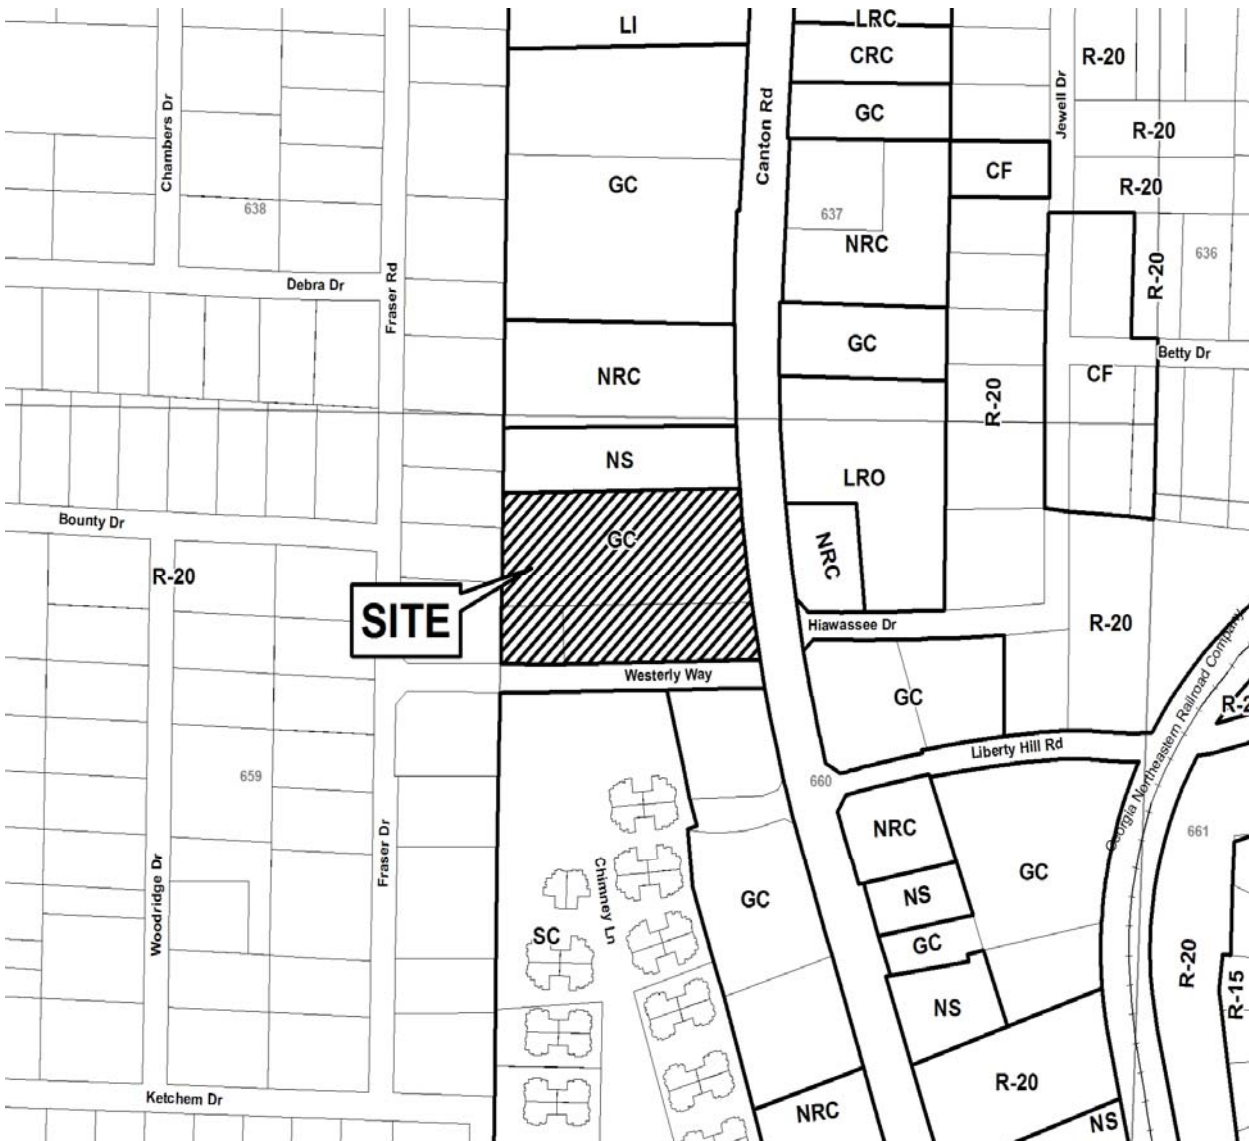 LI
LRC
CRC
R-20
Chambers Dr
Canton Rd
Jewell Dr
GC
R-20
CF
GC
R-20
638
637
NRC
636
R-20
Debra Dr
Fraser Rd
GC
Betty Dr
NRC
CF
R-20
NS
LRO
Bounty Dr
GC
NRC
R-20
SITE
Hiawassee Dr
R-20
Georgia Northeastern Railroad Company
Westerly Way
GC
R-2
Liberty Hill Rd
659
660
NRC
661
Fraser Dr
GC
Woodridge Dr
Chimney Ln
GC
NS
SC
GC
R-20
R-15
NS
R-20
Ketchem Dr
NRC
NS